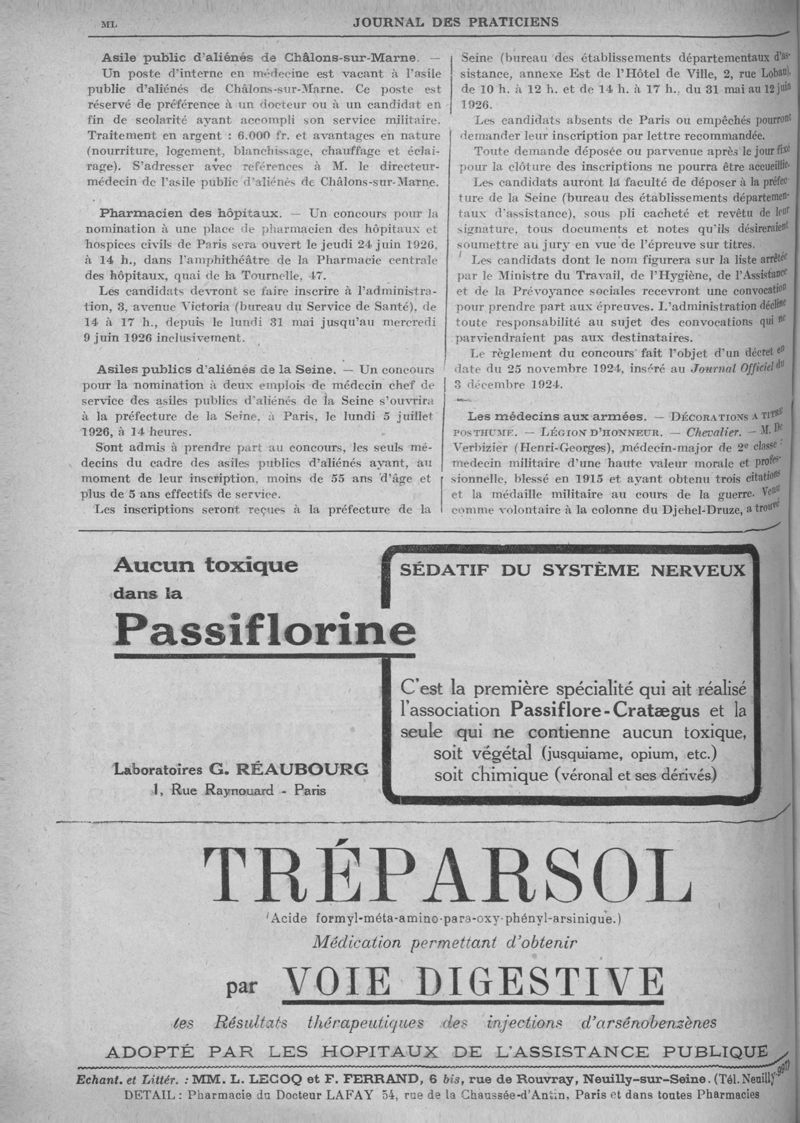 ML
JOURNAL DES PRATICIENS
Asile public d'aliénés de Châlons-sur-Marne. —
Un poste d'interne en médecine est vacant à l'asile
public d'aliénés de Châlons-sur-Marne. Ce poste est
réservé de préférence à un docteur ou à un candidat en
fin de scolarité ayant accompli son service militaire.
Traitement en argent : 6.000 fr. et avantages en nature
(nourriture, logement, blanchissage, chauffage et éclai-
rage). S'adresser avec references à M. le directeur-
médecin de l'asile public d'aliénés de Châlons-sur-Marne.
Pharmacien des hôpitaux. — Un concours pour la
nomination à une place de pharmacien des hôpitaux et
hospices civils de Paris sera ouvert le jeudi 24 juin 1926,
à 14 h., dans l'amphithéâtre de la Pharmacie centrale
des hôpitaux, quai de la Tournelle, 47.
Les candidats devront se faire inscrire à l'administra-
tion, 3, avenue Victoria (bureau du Service de Santé), de
14 à 17 h., depuis le lundi 31 mai jusqu'au mercredi
9 juin 1926 inclusivement.
Asiles publics d'aliénés de la Seine. — Un concours
pour la nomination à deux emplois de médecin chef de
service des asiles publics d'aliénés de la Seine s'ouvrira
à la préfecture de la Seine, à Paris, le lundi 5 juillet
1926, à 14 heures.
Sont admis à prendre part au concours, les seuls mé-
decins du cadre des asiles publics d'aliénés ayant, au
moment de leur inscription, moins de 55 ans d'âge et
plus de 5 ans effectifs de service.
Les inscriptions seront reçues à la préfecture de la
Seine (bureau des établissements départementaux d'as-
sistance, annexe Est de l'Hôtel de Ville, 2, rue Lobau),
de 10 h. à 12 h. et de 14 h. à 17 h., du 31 mai au 12 juin
1926.
Les candidats absents de Paris ou empêchés pourront
demander leur inscription par lettre recommandée.
Toute demande déposée ou parvenue après le jour fixé
pour la clôture des inscriptions ne pourra être accueillie.
Les candidats auront la faculté de déposer à la préfec-
ture de la Seine (bureau des établissements départemen-
taux d'assistance), sous pli cacheté et revêtu de leur
signature, tous documents et notes qu'ils désireraient
soumettre au jury en vue de l'épreuve sur titres.
Les candidats dont le nom figurera sur la liste arrêtée
par le Ministre du Travail, de l'Hygiène, de l'Assistance
et de la Prévoyance sociales recevront une convocation
pour prendre part aux épreuves. L'administration décline
toute responsabilité au sujet des convocations qui ne
parviendraient pas aux destinataires.
Le règlement du concours fait l'objet d'un décret en
date du 25 novembre 1924, inséré au Journal Officiel du
3 décembre 1924.
Les médecins aux armées. — DÉCORATIONS A TITRE
POSTHUME. — LÉGION D'HONNEUR. — Chevalier. — M. De
Verbizier (Henri-Georges), médecin-major de 2e classe :
medecin militaire d'une haute valeur morale et profes-
sionnelle, blessé en 1915 et ayant obtenu trois citations
et la médaille militaire au cours de la guerre. Venu
comme volontaire à la colonne du Djehel-Druze, a trouvé
Aucun toxique
dans la
Passiflorine
Laboratoires G. RÉAUBOURG
1, Rue Raynouard - Paris
SÉDATIF DU SYSTÈME NERVEUX
C'est la première spécialité qui ait réalisé
l'association Passiflore-Cratægus et la
seule qui ne contienne aucun toxique,
soit végétal (jusquiame, opium, etc.)
soit chimique (véronal et ses dérivés)
TRÉPARSOL
(Acide formyl-méta-amino-para-oxy-phényl-arsinique.)
Médication permettant d'obtenir
par VOIE DIGESTIVE
les Résultats thérapeutiques des injections d'arsénobenzènes
ADOPTÉ PAR LES HOPITAUX DE L'ASSISTANCE PUBLIQUE
Echant. et Littér. : MM. L. LECOQ et F. FERRAND, 6 bis, rue de Rouvray, Neuilly-sur-Seine. (Tél. Neuilly
DETAIL : Pharmacie du Docteur LAFAY 54, rue de la Chaussée-d'Antin, Paris et dans toutes Pharmacies